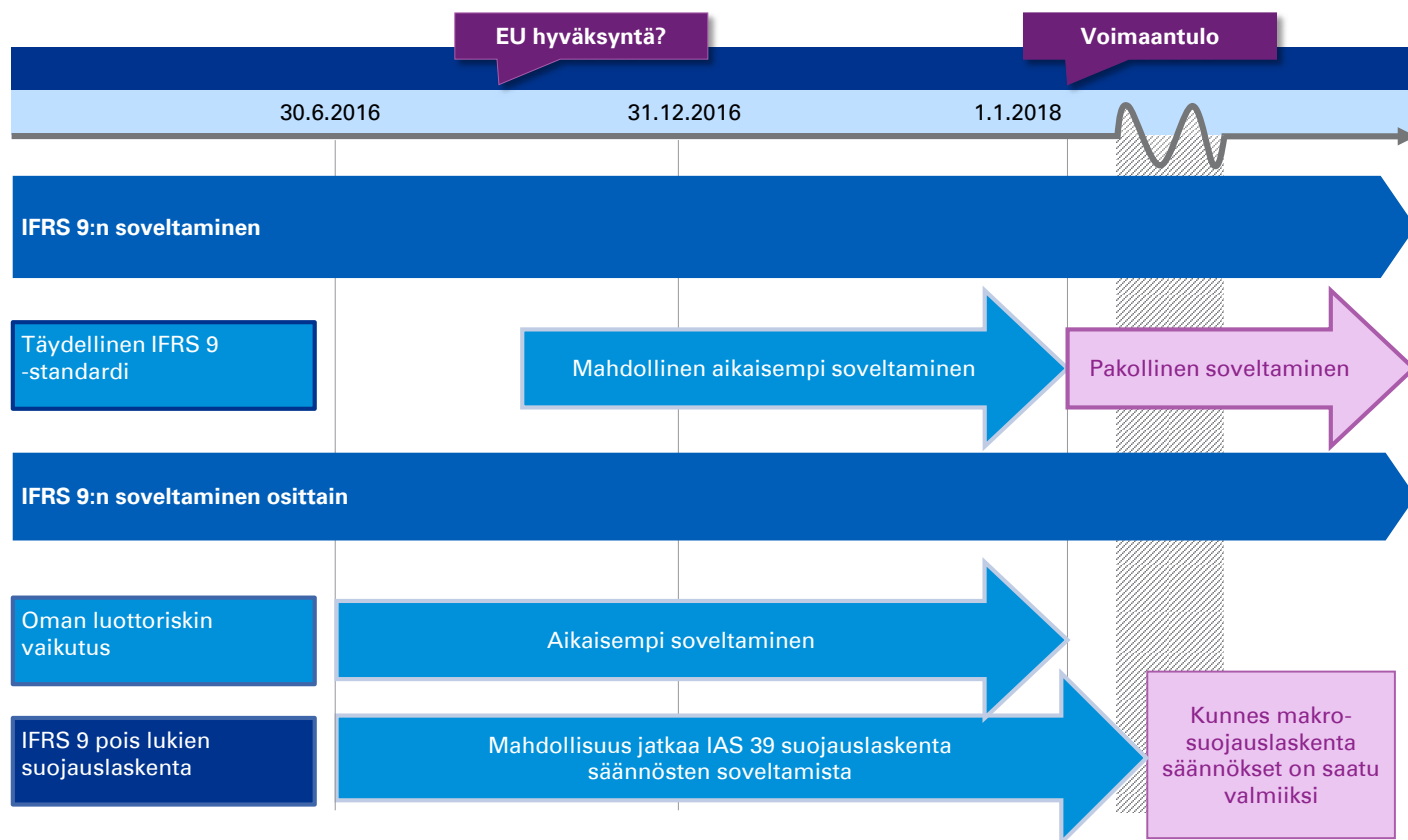 EU hyväksyntä?
Voimaantulo
30.6.2016
31.12.2016
1.1.2018
IFRS 9:n soveltaminen
Täydellinen IFRS 9
-standardi
Mahdollinen aikaisempi soveltaminen
Pakollinen soveltaminen
IFRS 9:n soveltaminen osittain
Oman luottoriskin
vaikutus
Aikaisempi soveltaminen
IFRS 9 pois lukien
suojauslaskenta
Mahdollisuus jatkaa IAS 39 suojauslaskenta
säännösten soveltamista
Kunnes makro-
suojauslaskenta
säännökset on saatu
valmiiksi